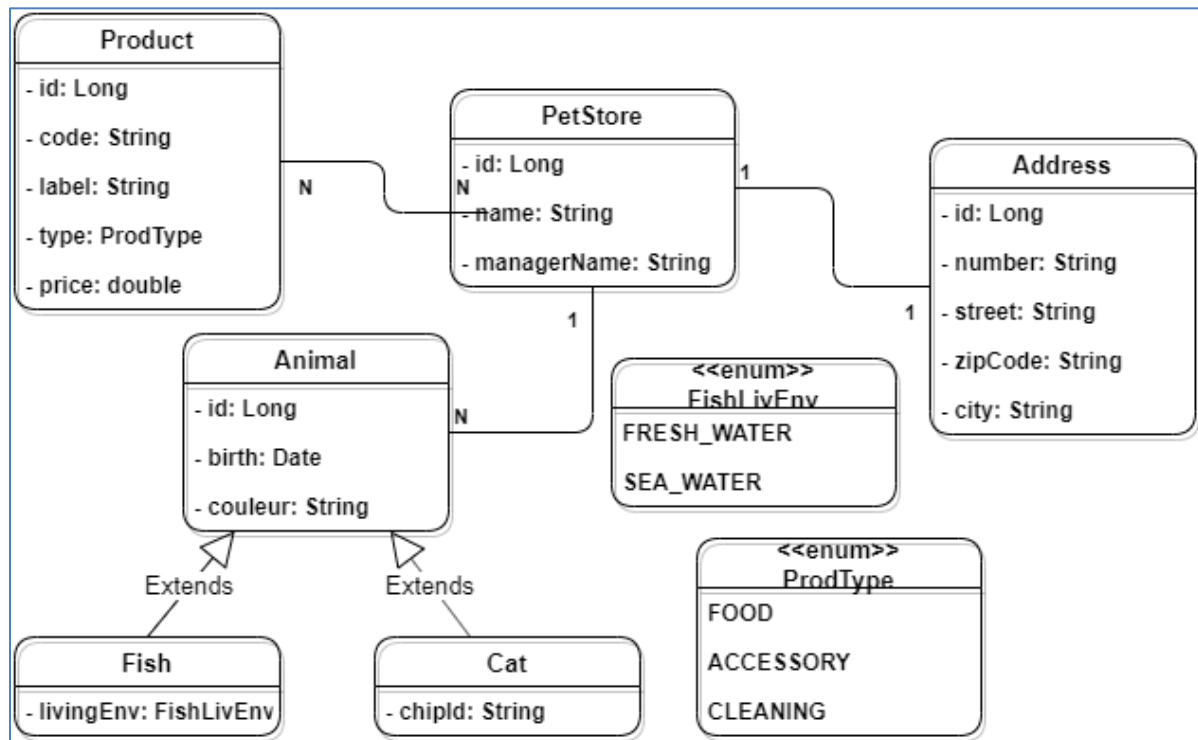 Product
- id: Long
- code: String
- label: String
- type: ProdType
- price: double
N
N
PetStore
- id: Long
- name: String
- managerName: String
1
1
Address
- id: Long
- number: String
- street: String
- zipCode: String
- city: String
1
N
Animal
- id: Long
- birth: Date
- couleur: String
<<enum>>
FishLivEnv
FRESH_WATER
SEA_WATER
Extends
Extends
<<enum>>
ProdType
FOOD
ACCESSORY
CLEANING
Fish
- livingEnv: FishLivEnv
Cat
- chipId: String